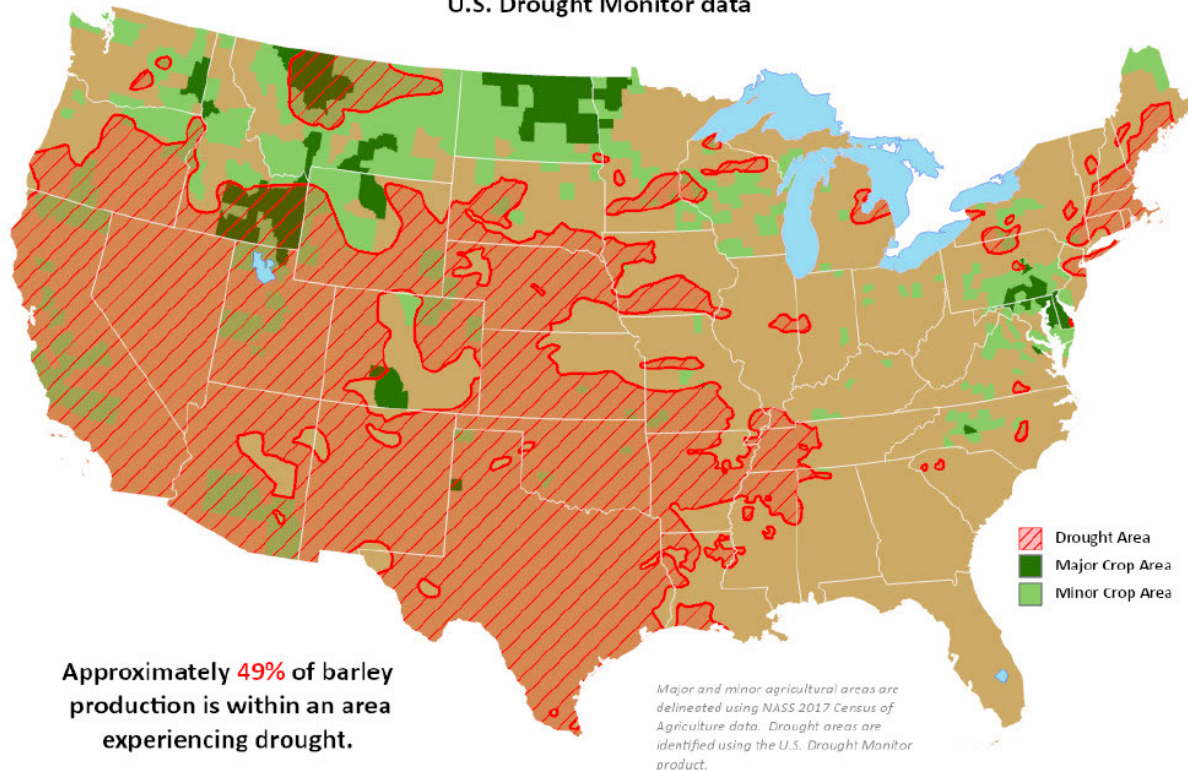 U.S. Drought Monitor data
Drought Area
Major Crop Area
Minor Crop Area
Approximately 49% of barley
production is within an area
experiencing drought.
Major and minor agricultural areas are
delineated using NASS 2017 Census of
Agriculture data. Drought areas are
identified using the U.S. Drought Monitor
product.